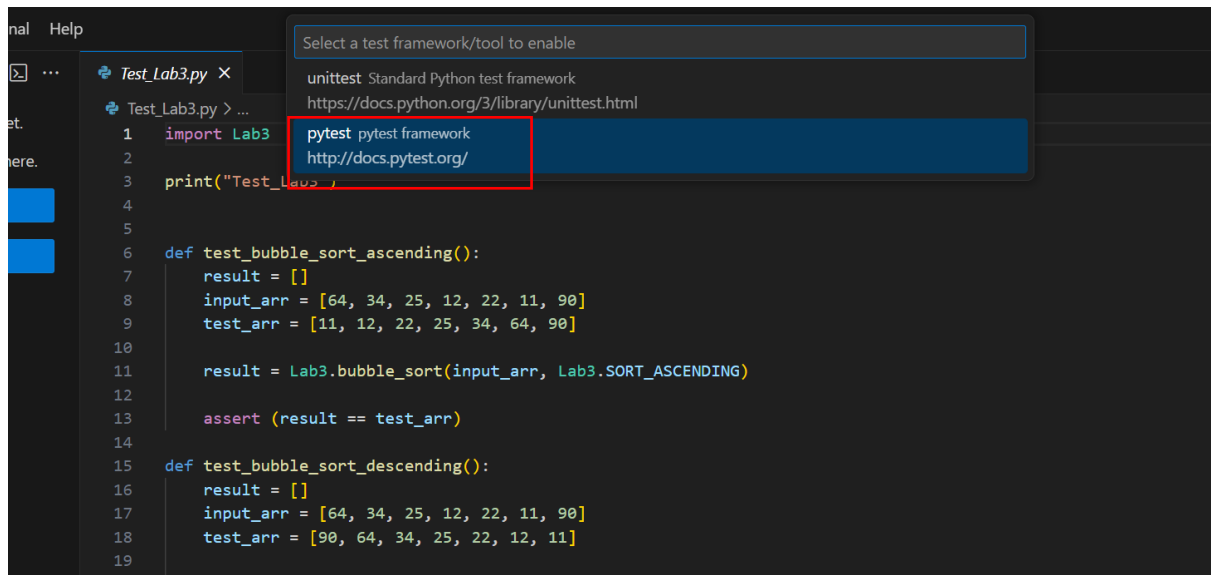 nal Help
Select a test framework/tool to enable
unittest Standard Python test framework
https://docs.python.org/3/library/unittest.html
pytest pytest framework
http://docs.pytest.org/
Test_Lab3.py
et.
Test_Lab3.py > ...
here.
1 import Lab3
2
3 print("Test_Lab3")
4
5
6 def test_bubble_sort_ascending():
7 result = []
8 input_arr = [64, 34, 25, 12, 22, 11, 90]
9 test_arr = [11, 12, 22, 25, 34, 64, 90]
10
11 result = Lab3.bubble_sort(input_arr, Lab3.SORT_ASCENDING)
12
13 assert (result == test_arr)
14
15 def test_bubble_sort_descending():
16 result = []
17 input_arr = [64, 34, 25, 12, 22, 11, 90]
18 test_arr = [90, 64, 34, 25, 22, 12, 11]
19